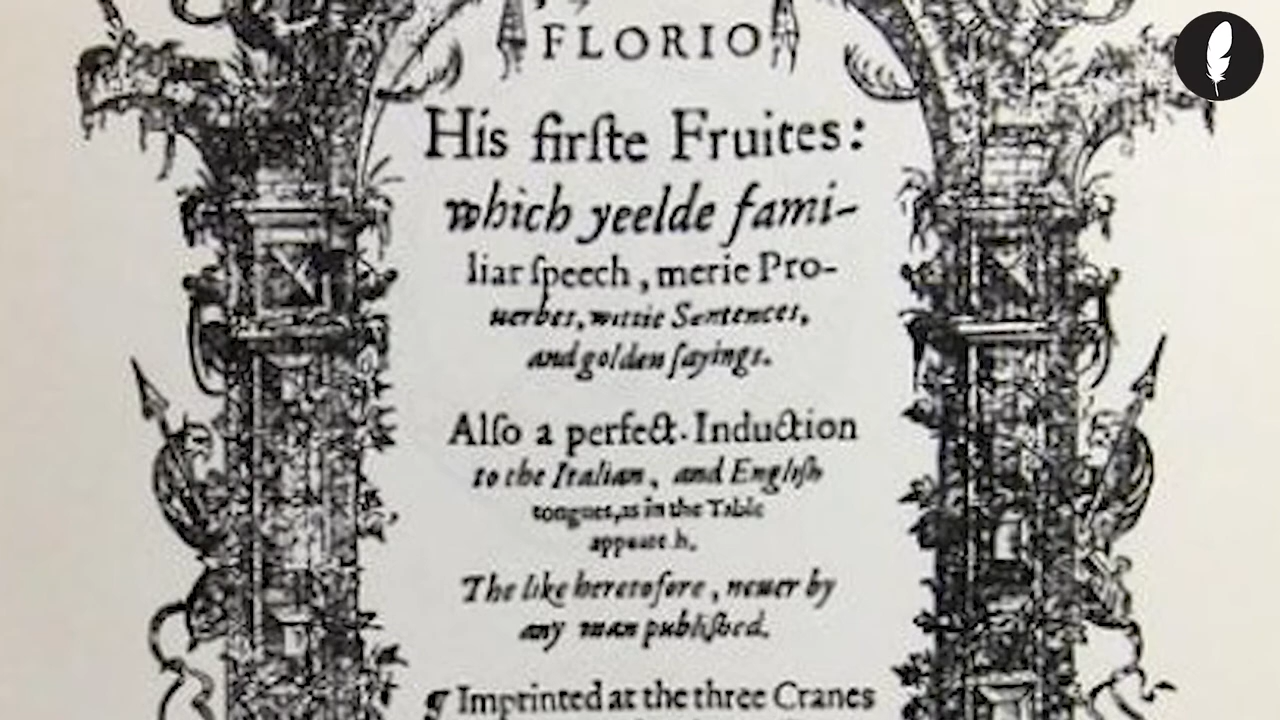 FLORIO
His firſte Fruites:
which yeelde fami-
liar ſpeech, merie Pro-
uerbes, wittie Sentences,
and golden ſayings.
Alſo a perfect Induction
to the Italian, and Engliſh
tongues, as in the Table
appeareth.
The like heretofore, neuer by
any man publiſhed.
¶ Imprinted at the three Cranes